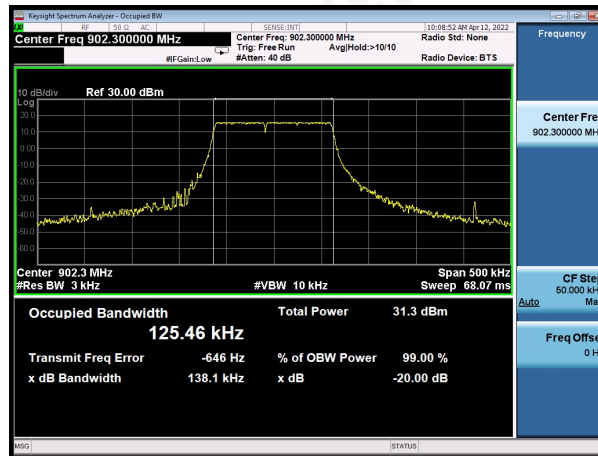 Keysight Spectrum Analyzer - Occupied BW
LXI RF 50 Ω AC SENSE:INT 10:08:52 AM Apr 12, 2022
Center Freq 902.300000 MHz Center Freq: 902.300000 MHz Radio Std: None Frequency
Trig: Free Run Avg|Hold:>10/10
#IFGain:Low #Atten: 40 dB Radio Device: BTS
10 dB/div Ref 30.00 dBm
Log
20.0
10.0
0.00
-10.0
-20.0
-30.0
-40.0
-50.0
-60.0
Center Fre
902.300000 MH
Center 902.3 MHz Span 500 kHz
#Res BW 3 kHz #VBW 10 kHz Sweep 68.07 ms
CF Ste
50.000 kH
Auto Ma
Occupied Bandwidth Total Power 31.3 dBm
125.46 kHz
Transmit Freq Error -646 Hz % of OBW Power 99.00 %
x dB Bandwidth 138.1 kHz x dB -20.00 dB
Freq Offse
0 H
MSG STATUS